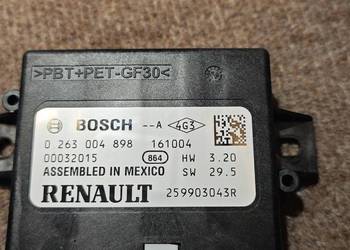 >PBT+PET-GF30<
BOSCH --A 4G3
0 263 004 898 161004
00032015 864 HW 3.20
ASSEMBLED IN MEXICO SW 29.5
RENAULT 259903043R